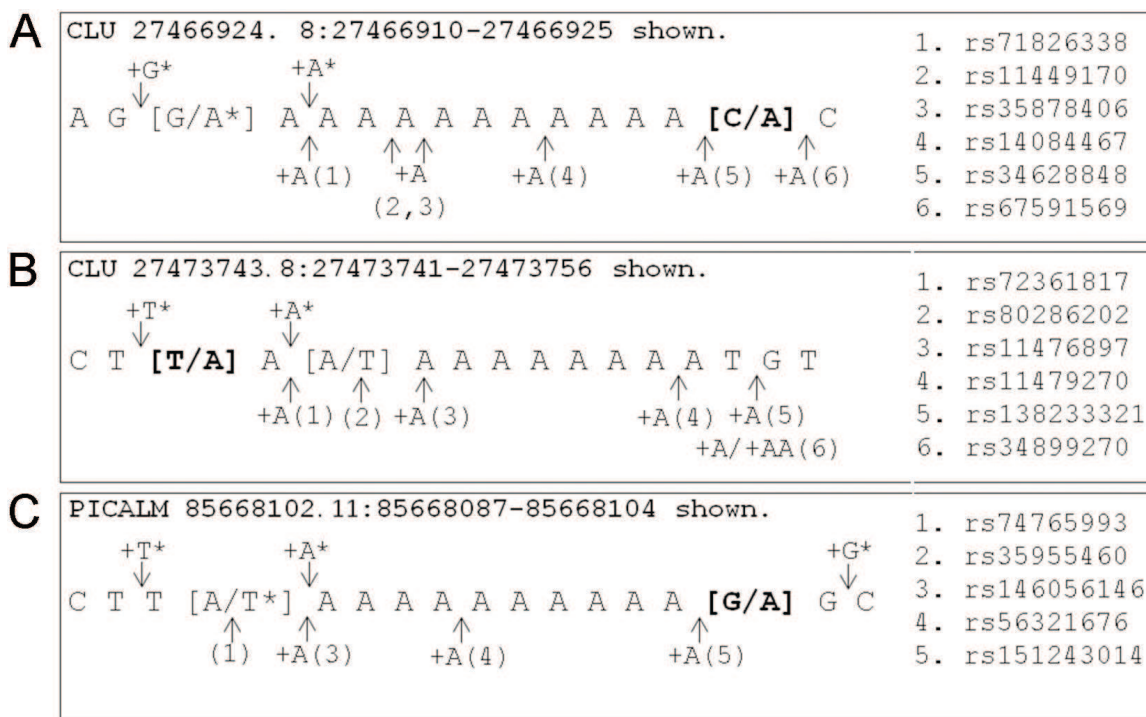 A
CLU 27466924. 8:27466910-27466925 shown.
+G* +A*
A G [G/A*] A A A A A A A A A A A [C/A] C
+A(1) +A +A(4) +A(5) +A(6)
(2,3)
1. rs71826338
2. rs11449170
3. rs35878406
4. rs14084467
5. rs34628848
6. rs67591569
B
CLU 27473743.8:27473741-27473756 shown.
+T* +A*
C T [T/A] A [A/T] A A A A A A A A T G T
+A(1) (2) +A(3) +A(4) +A(5)
+A/+AA(6)
1. rs72361817
2. rs80286202
3. rs11476897
4. rs11479270
5. rs138233321
6. rs34899270
C
PICALM 85668102.11:85668087-85668104 shown.
+T* +A* +G*
C T T [A/T*] A A A A A A A A A A [G/A] G C
(1) +A(3) +A(4) +A(5)
1. rs74765993
2. rs35955460
3. rs146056146
4. rs56321676
5. rs151243014